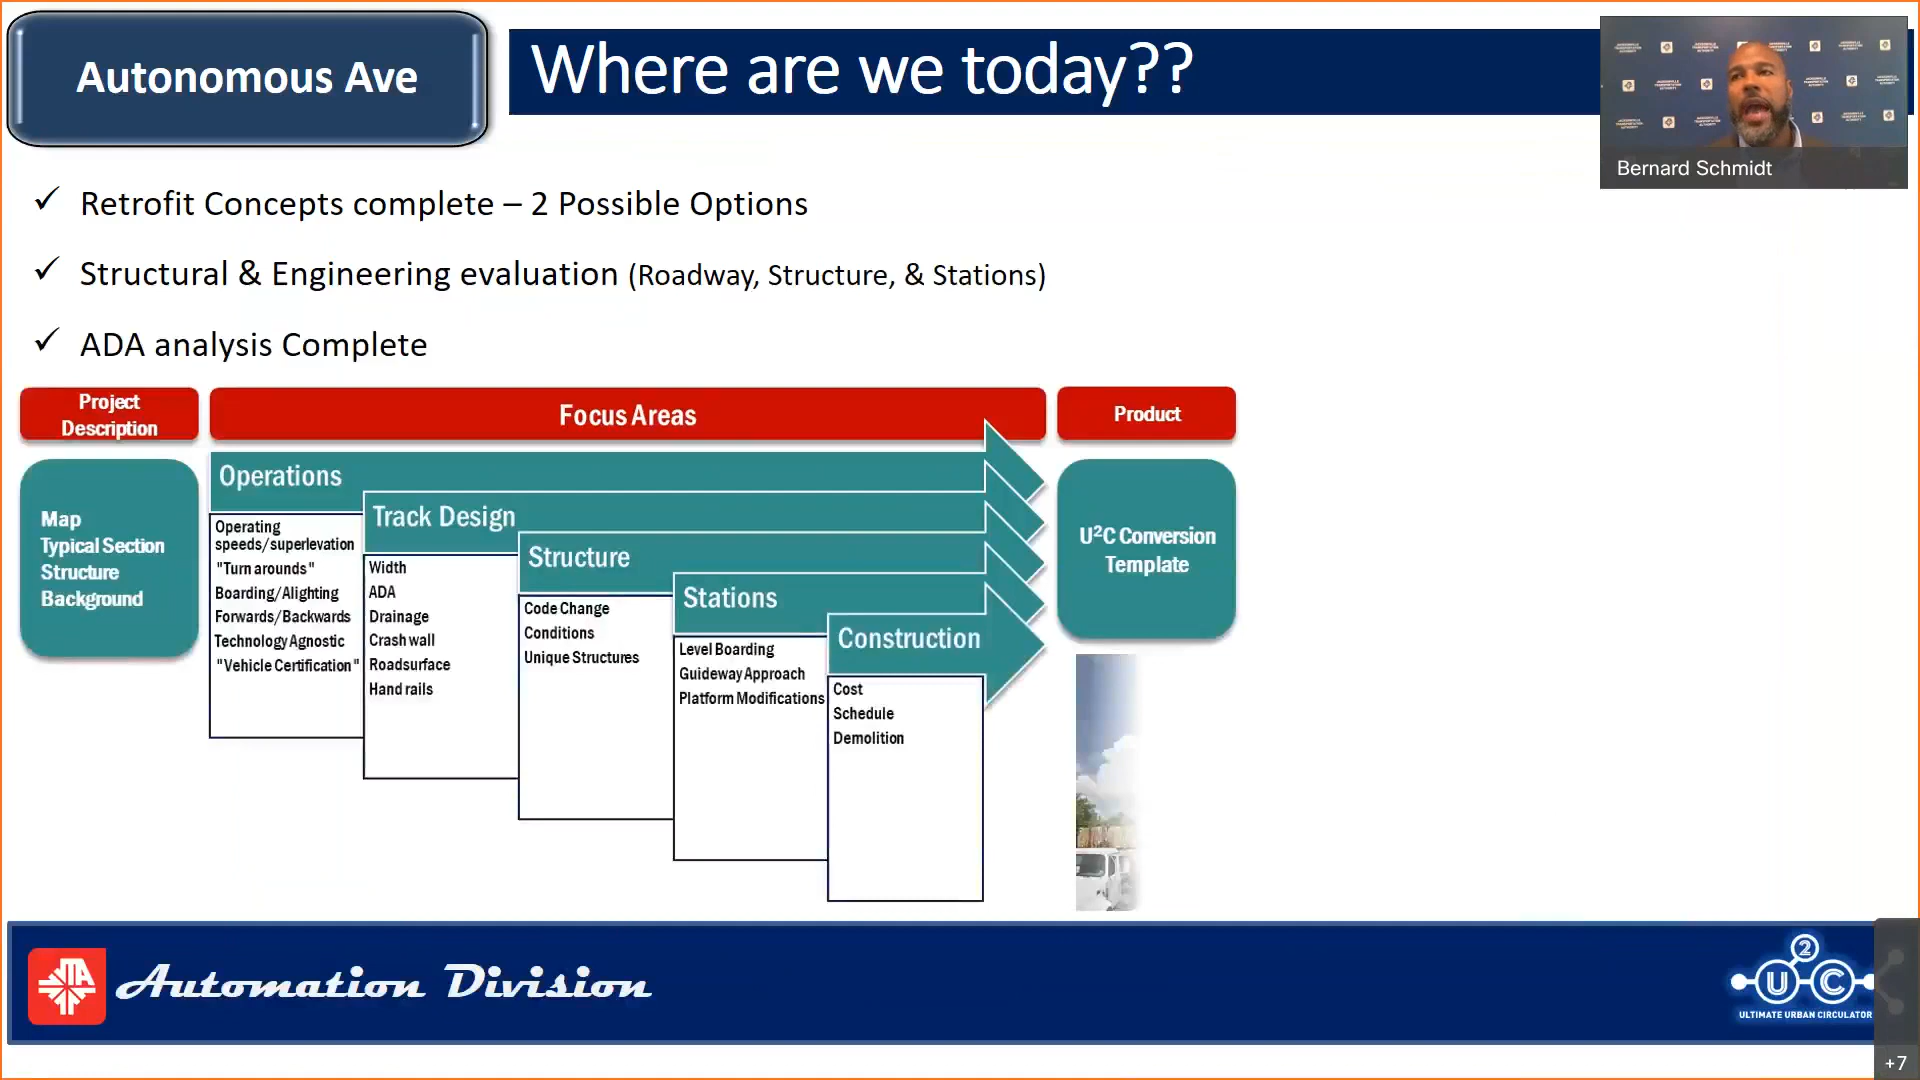 Autonomous Ave
Where are we today??
Bernard Schmidt
✓ Retrofit Concepts complete – 2 Possible Options
✓ Structural & Engineering evaluation (Roadway, Structure, & Stations)
✓ ADA analysis Complete
Project
Description
Focus Areas
Product
Map
Typical Section
Structure
Background
Operations
Operating
speeds/superlevation
"Turn arounds"
Boarding/Alighting
Forwards/Backwards
Technology Agnostic
"Vehicle Certification"
Track Design
Width
ADA
Drainage
Crash wall
Roadsurface
Hand rails
Structure
Code Change
Conditions
Unique Structures
Stations
Level Boarding
Guideway Approach
Platform Modifications
Construction
Cost
Schedule
Demolition
U²C Conversion
Template
JTA
Automation Division
U2C
ULTIMATE URBAN CIRCULATOR
+7